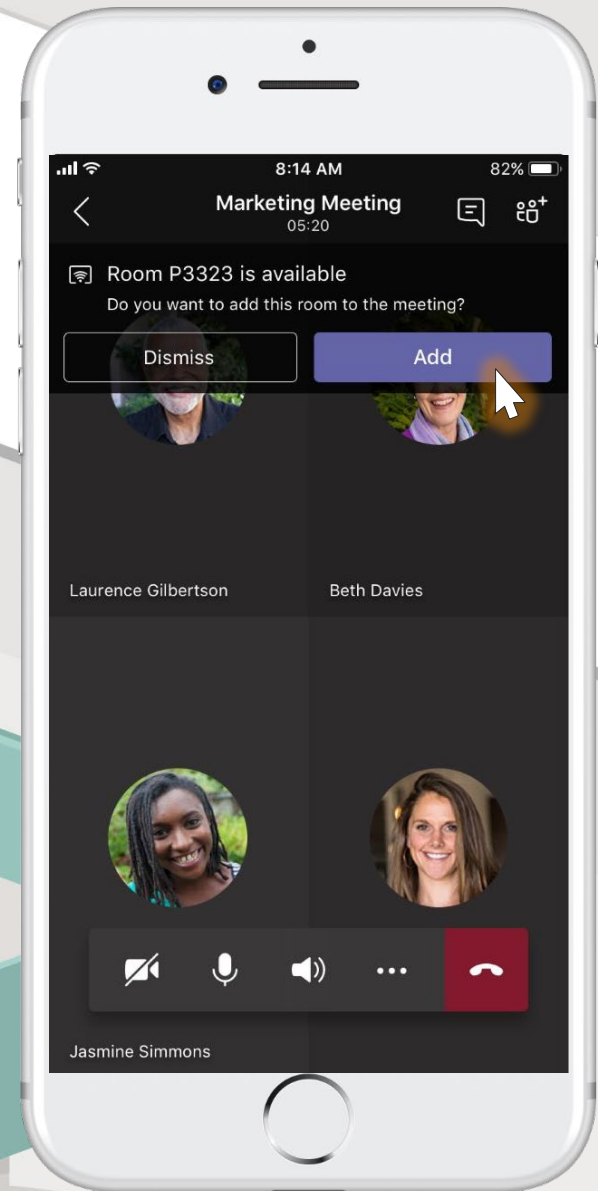 8:14 AM
82%
Marketing Meeting
05:20
Room P3323 is available
Do you want to add this room to the meeting?
Dismiss
Add
Laurence Gilbertson
Beth Davies
Jasmine Simmons